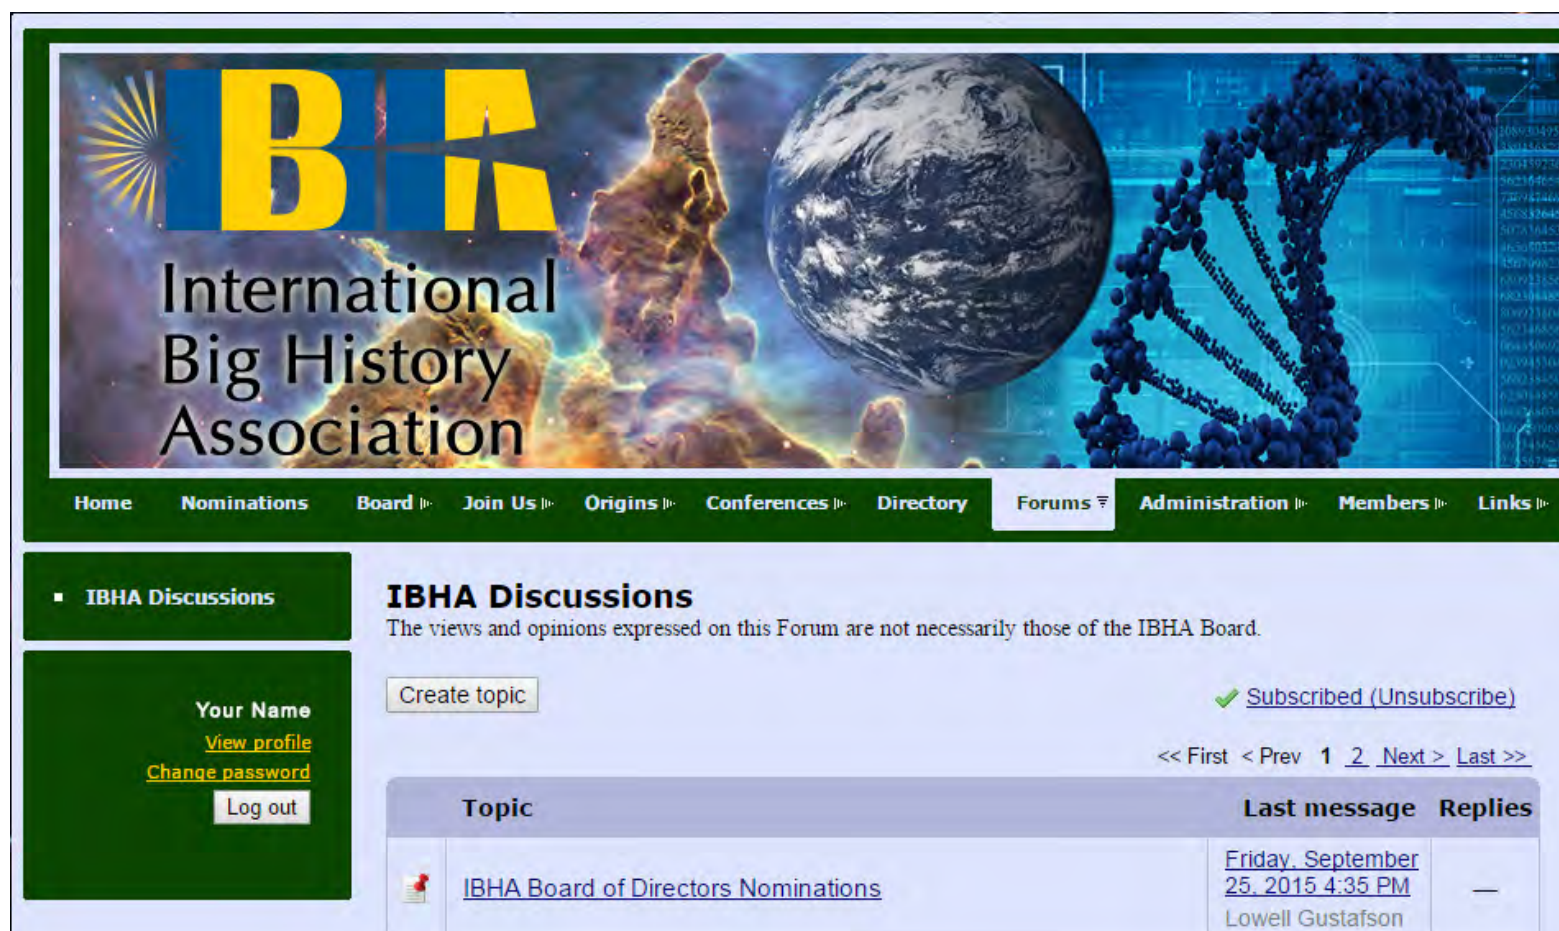 IBHA
International
Big History
Association
Home Nominations Board Join Us Origins Conferences Directory Forums Administration Members Links
IBHA Discussions
Your Name
View profile
Change password
Log out
IBHA Discussions
The views and opinions expressed on this Forum are not necessarily those of the IBHA Board.
Create topic
Subscribed (Unsubscribe)
<< First < Prev 1 2 Next > Last >>
Topic Last message Replies
IBHA Board of Directors Nominations
Friday, September
25, 2015 4:35 PM
—
Lowell Gustafson